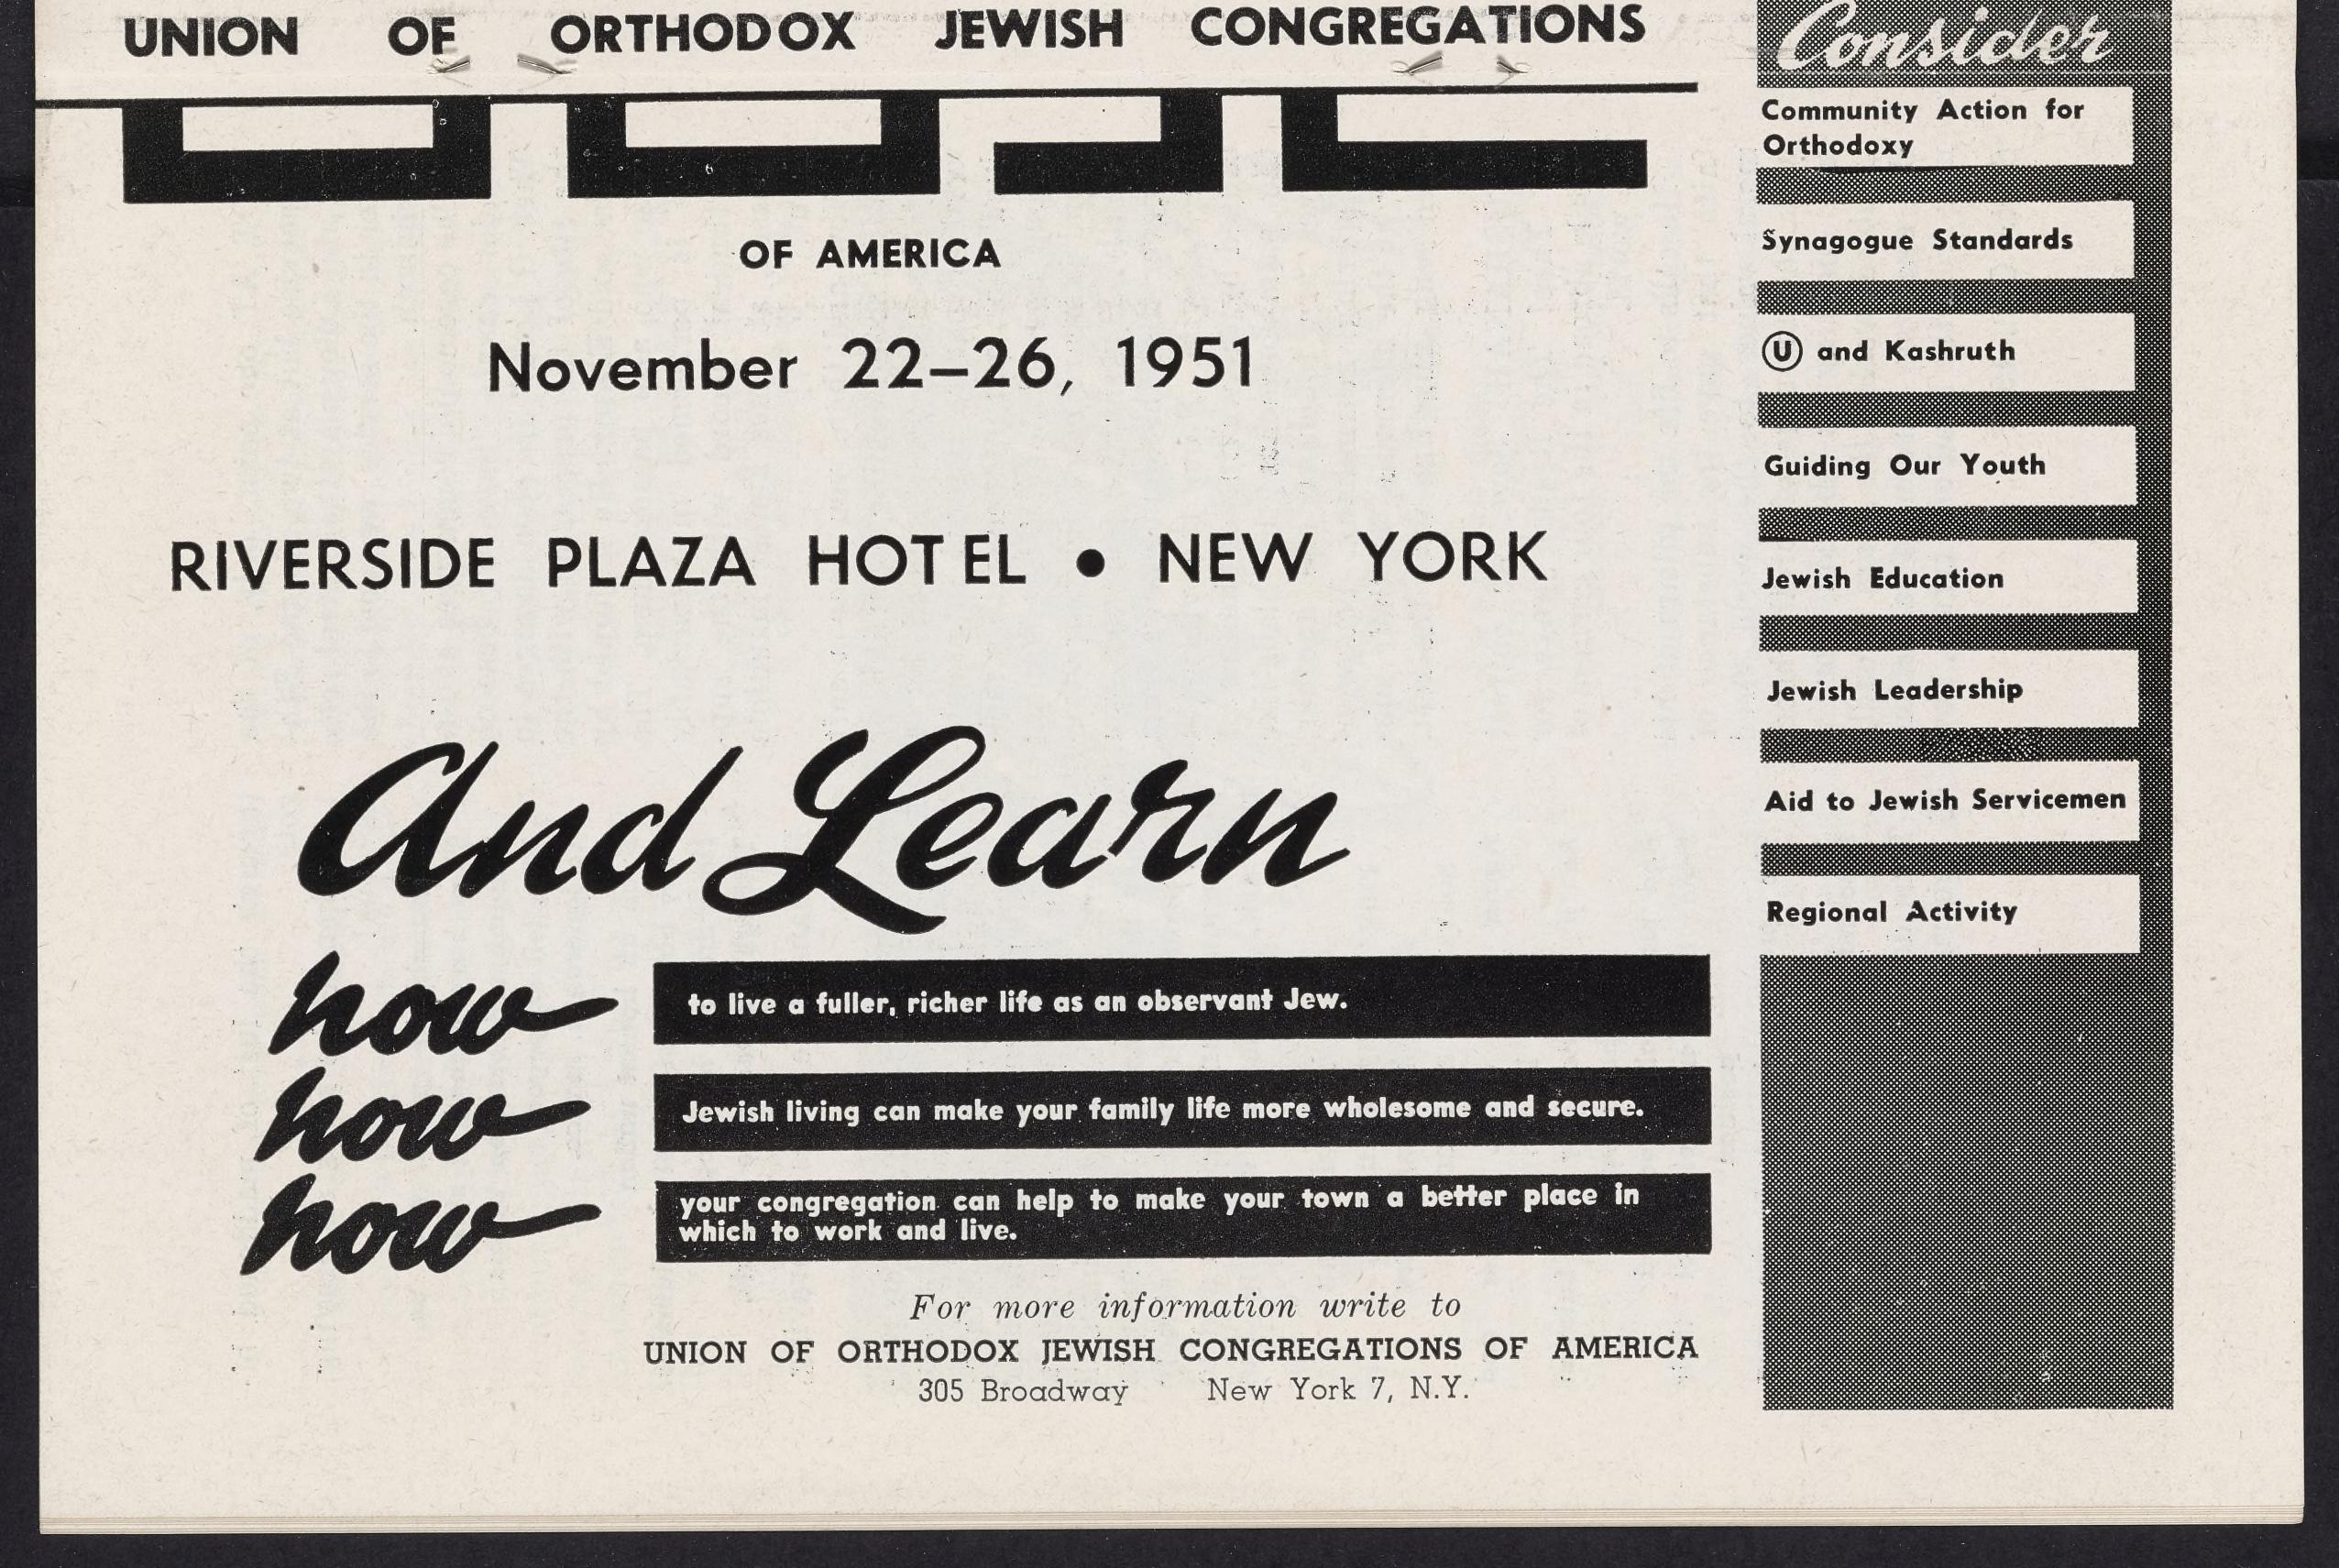 UNION OF ORTHODOX JEWISH CONGREGATIONS
UOJC
OF AMERICA
November 22–26, 1951
RIVERSIDE PLAZA HOTEL • NEW YORK
And Learn
how to live a fuller, richer life as an observant Jew.
how Jewish living can make your family life more wholesome and secure.
how your congregation can help to make your town a better place in
which to work and live.
For more information write to
UNION OF ORTHODOX JEWISH CONGREGATIONS OF AMERICA
305 Broadway New York 7, N.Y.
Consider
Community Action for
Orthodoxy
Synagogue Standards
Ⓤ and Kashruth
Guiding Our Youth
Jewish Education
Jewish Leadership
Aid to Jewish Servicemen
Regional Activity